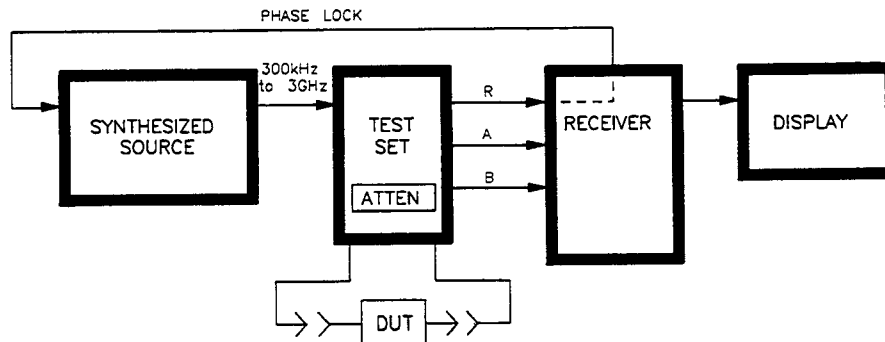 PHASE LOCK
300kHz
to 3GHz
SYNTHESIZED
SOURCE
TEST
SET
ATTEN
R
A
B
RECEIVER
DISPLAY
DUT